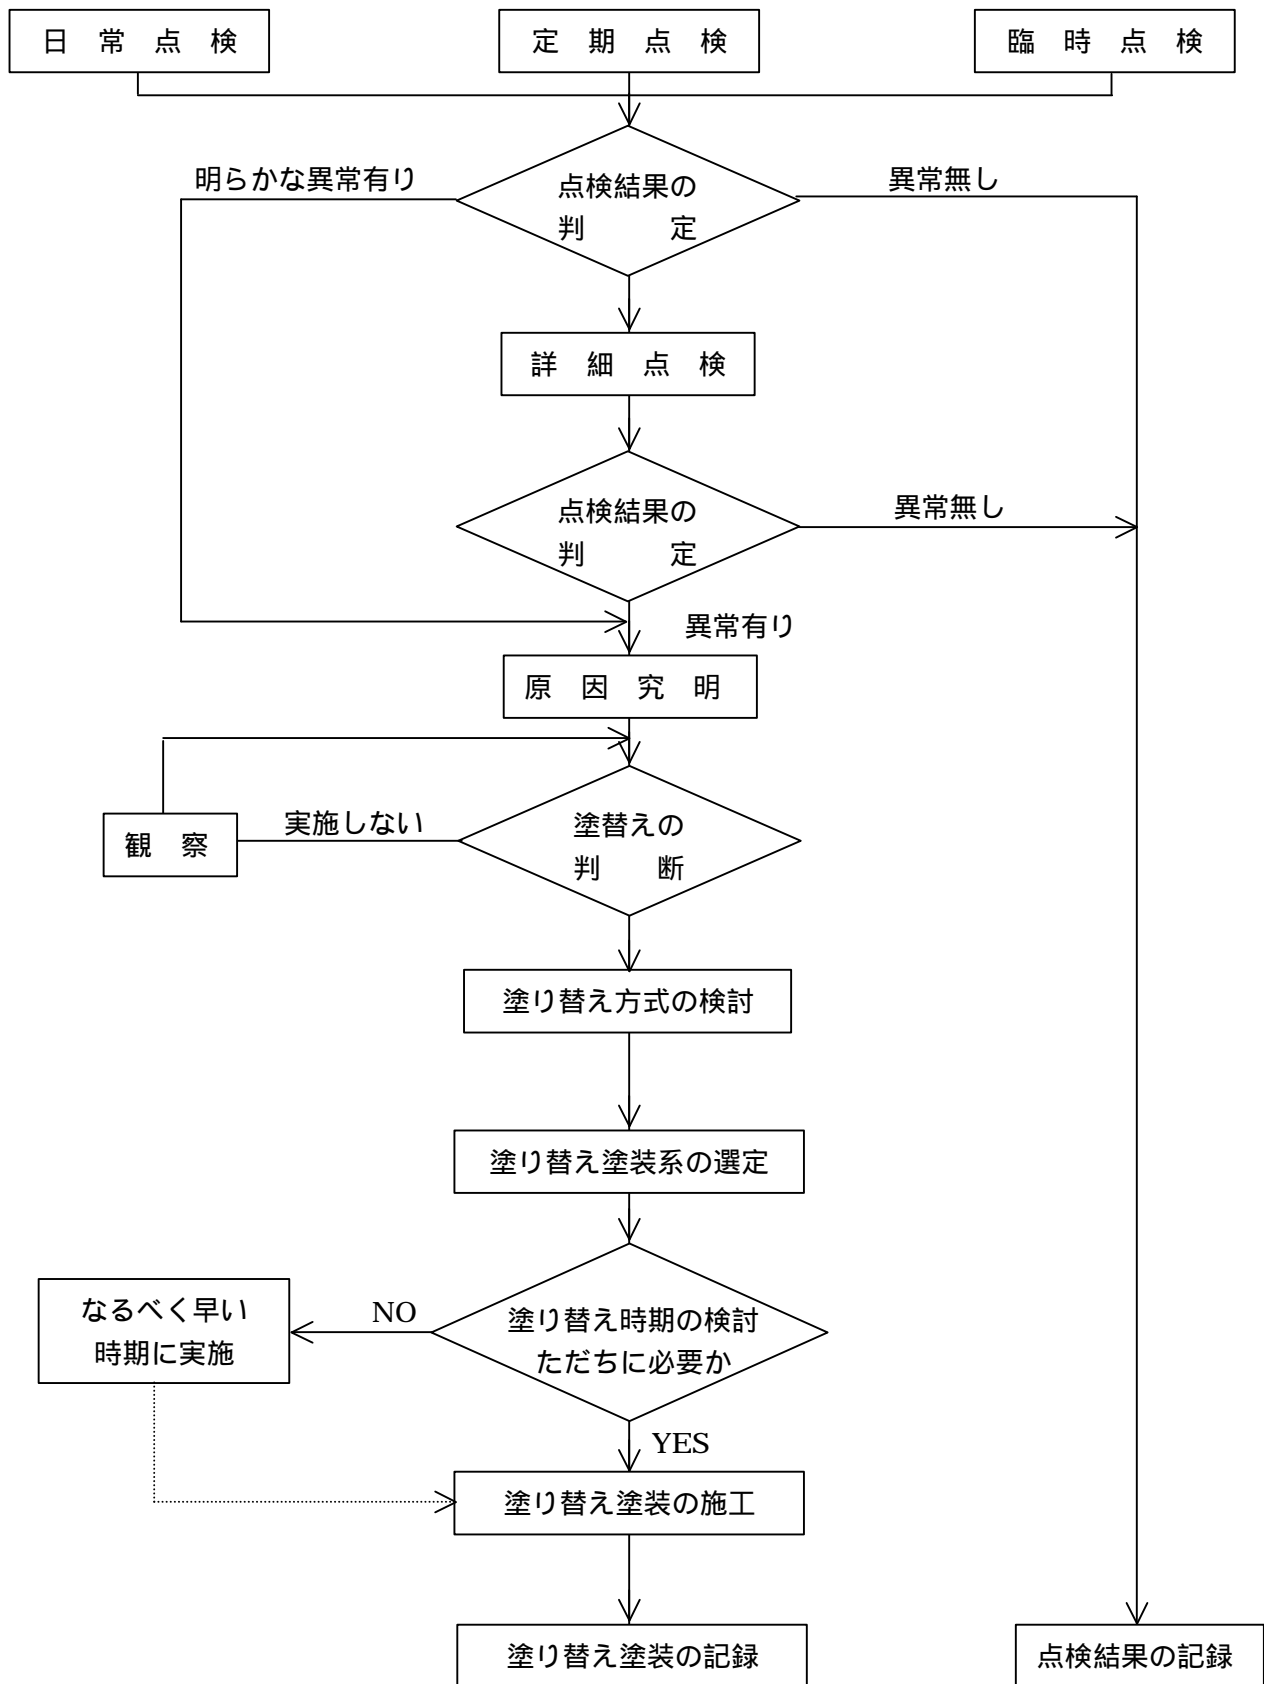 日 常 点 検
定 期 点 検
臨 時 点 検
明らかな異常有り
点検結果の
判 定
異常無し
詳 細 点 検
点検結果の
判 定
異常無し
異常有り
原 因 究 明
観 察
実施しない
塗替えの
判 断
塗り替え方式の検討
塗り替え塗装系の選定
なるべく早い
時期に実施
NO
塗り替え時期の検討
ただちに必要か
YES
塗り替え塗装の施工
塗り替え塗装の記録
点検結果の記録